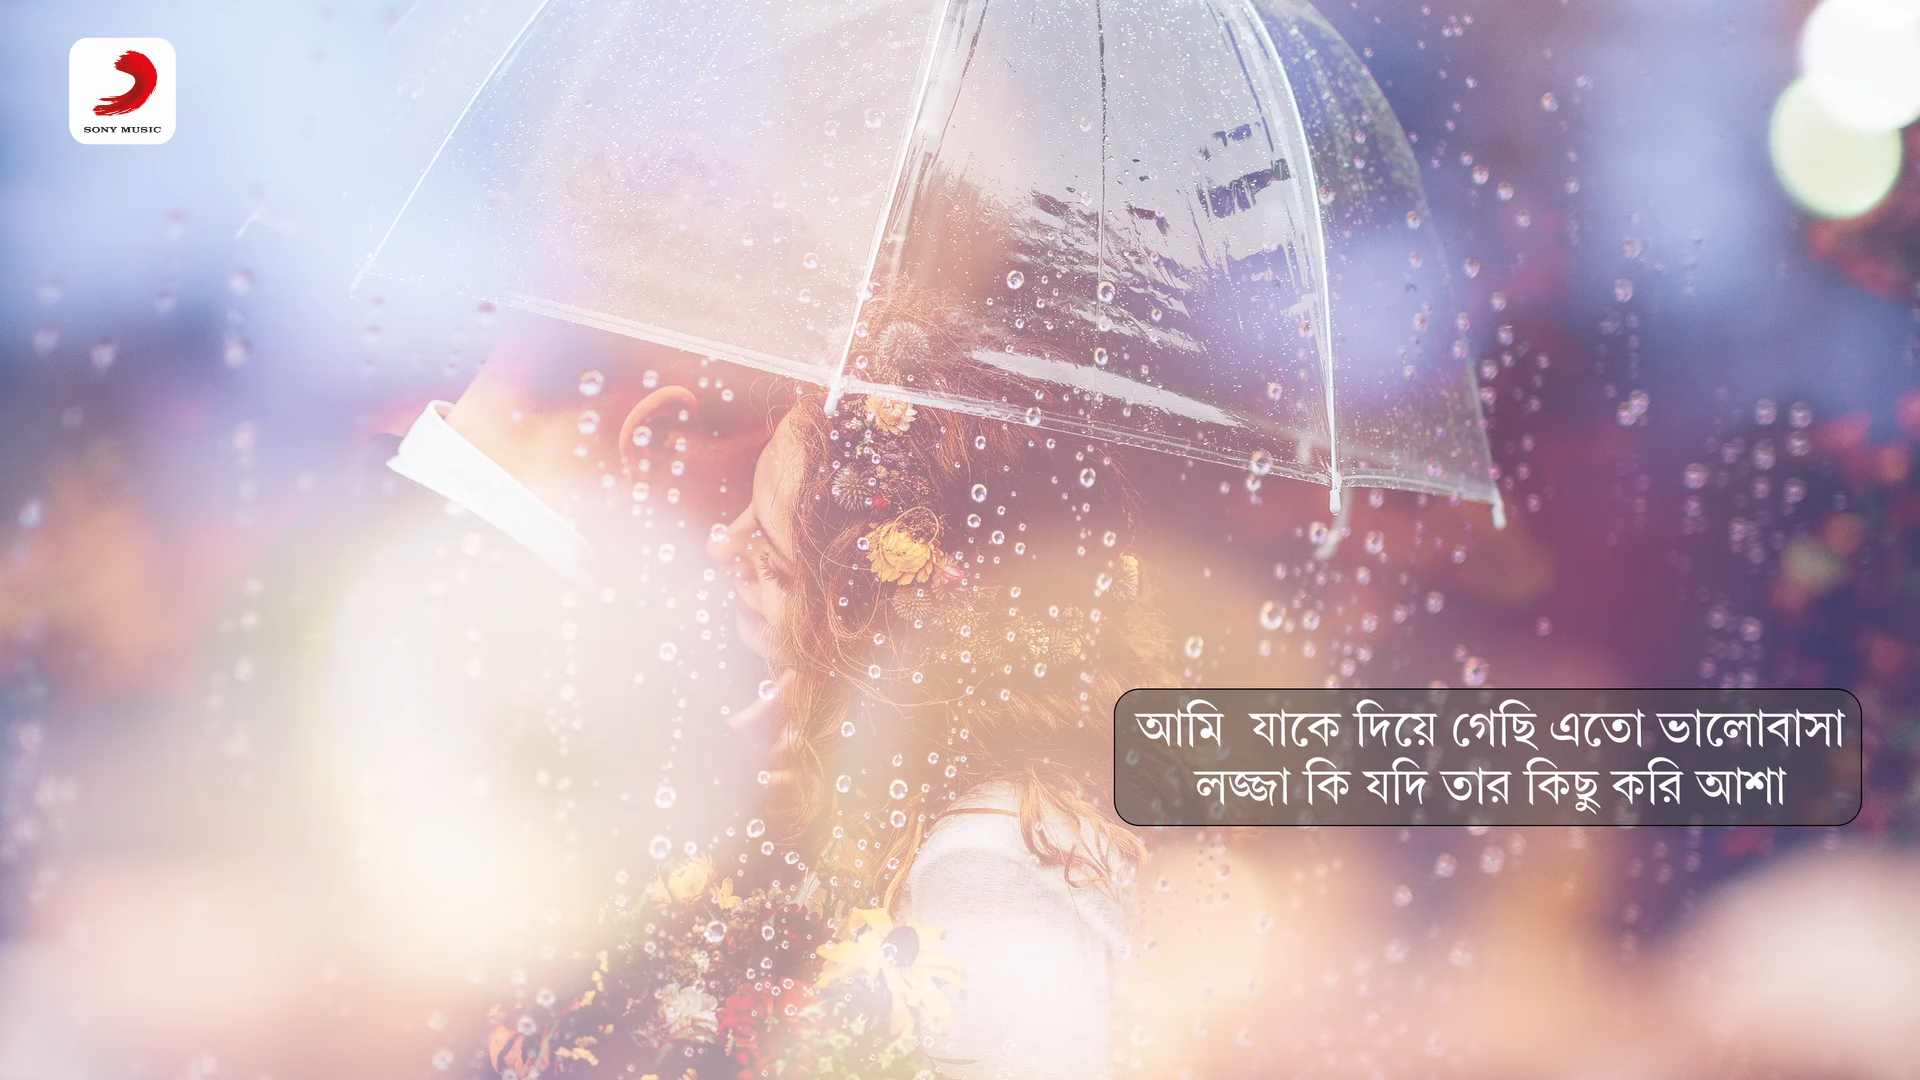 SONY MUSIC
আমি যাকে দিয়ে গেছি এতো ভালোবাসা
লজ্জা কি যদি তার কিছু করি আশা